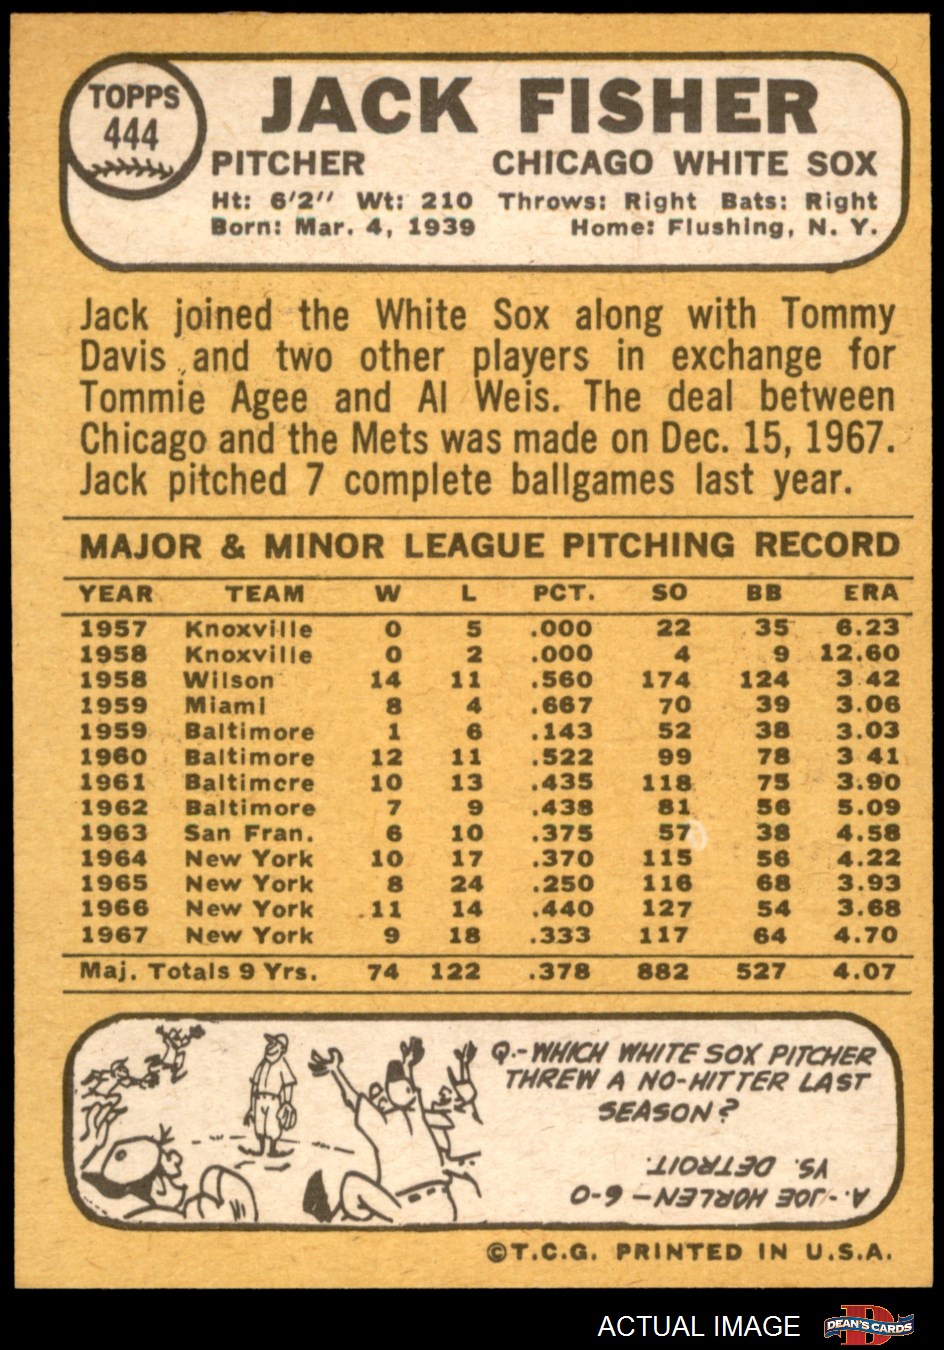 TOPPS
444
JACK FISHER
PITCHER CHICAGO WHITE SOX
Ht: 6'2" Wt: 210 Throws: Right Bats: Right
Born: Mar. 4, 1939 Home: Flushing, N. Y.
Jack joined the White Sox along with Tommy
Davis and two other players in exchange for
Tommie Agee and Al Weis. The deal between
Chicago and the Mets was made on Dec. 15, 1967.
Jack pitched 7 complete ballgames last year.
MAJOR & MINOR LEAGUE PITCHING RECORD
YEAR TEAM W L PCT. SO BB ERA
1957 Knoxville 0 5 .000 22 35 6.23
1958 Knoxville 0 2 .000 4 9 12.60
1958 Wilson 14 11 .560 174 124 3.42
1959 Miami 8 4 .667 70 39 3.06
1959 Baltimore 1 6 .143 52 38 3.03
1960 Baltimore 12 11 .522 99 78 3 41
1961 Baltimore 10 13 .435 118 75 3.90
1962 Baltimore 7 9 .438 81 56 5.09
1963 San Fran. 6 10 .375 57 38 4.58
1964 New York 10 17 .370 115 56 4.22
1965 New York 8 24 .250 116 68 3.93
1966 New York 11 14 .440 127 54 3.68
1967 New York 9 18 .333 117 64 4.70
Maj. Totals 9 Yrs. 74 122 .378 882 527 4.07
Q.-WHICH WHITE SOX PITCHER
THREW A NO-HITTER LAST
SEASON?
A.-JOE HORLEN-6-0
VS. DETROIT.
©T.C.G. PRINTED IN U.S.A.
ACTUAL IMAGE
D
DEAN'S CARDS